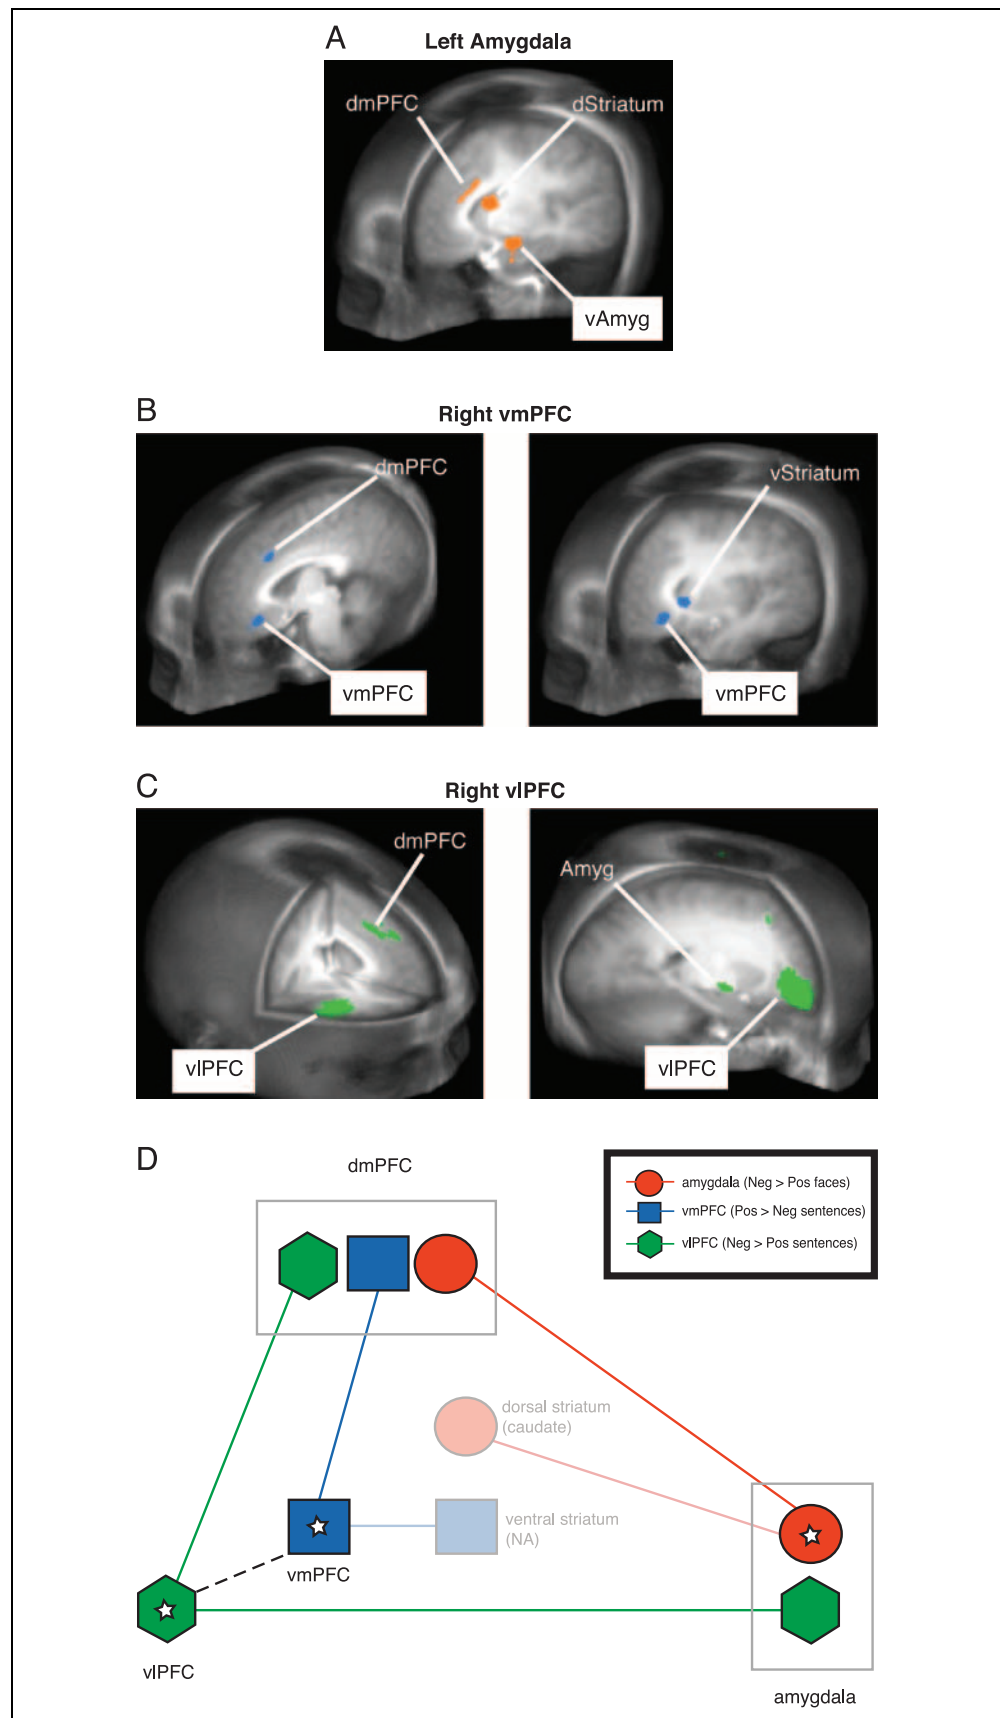 A
Left Amygdala
dmPFC
dStriatum
vAmyg
B
Right vmPFC
dmPFC
vmPFC
vStriatum
vmPFC
C
Right vlPFC
dmPFC
vlPFC
Amyg
vlPFC
D
dmPFC
amygdala (Neg > Pos faces)
vmPFC (Pos > Neg sentences)
vlPFC (Neg > Pos sentences)
dorsal striatum
(caudate)
ventral striatum
(NA)
vmPFC
vlPFC
amygdala